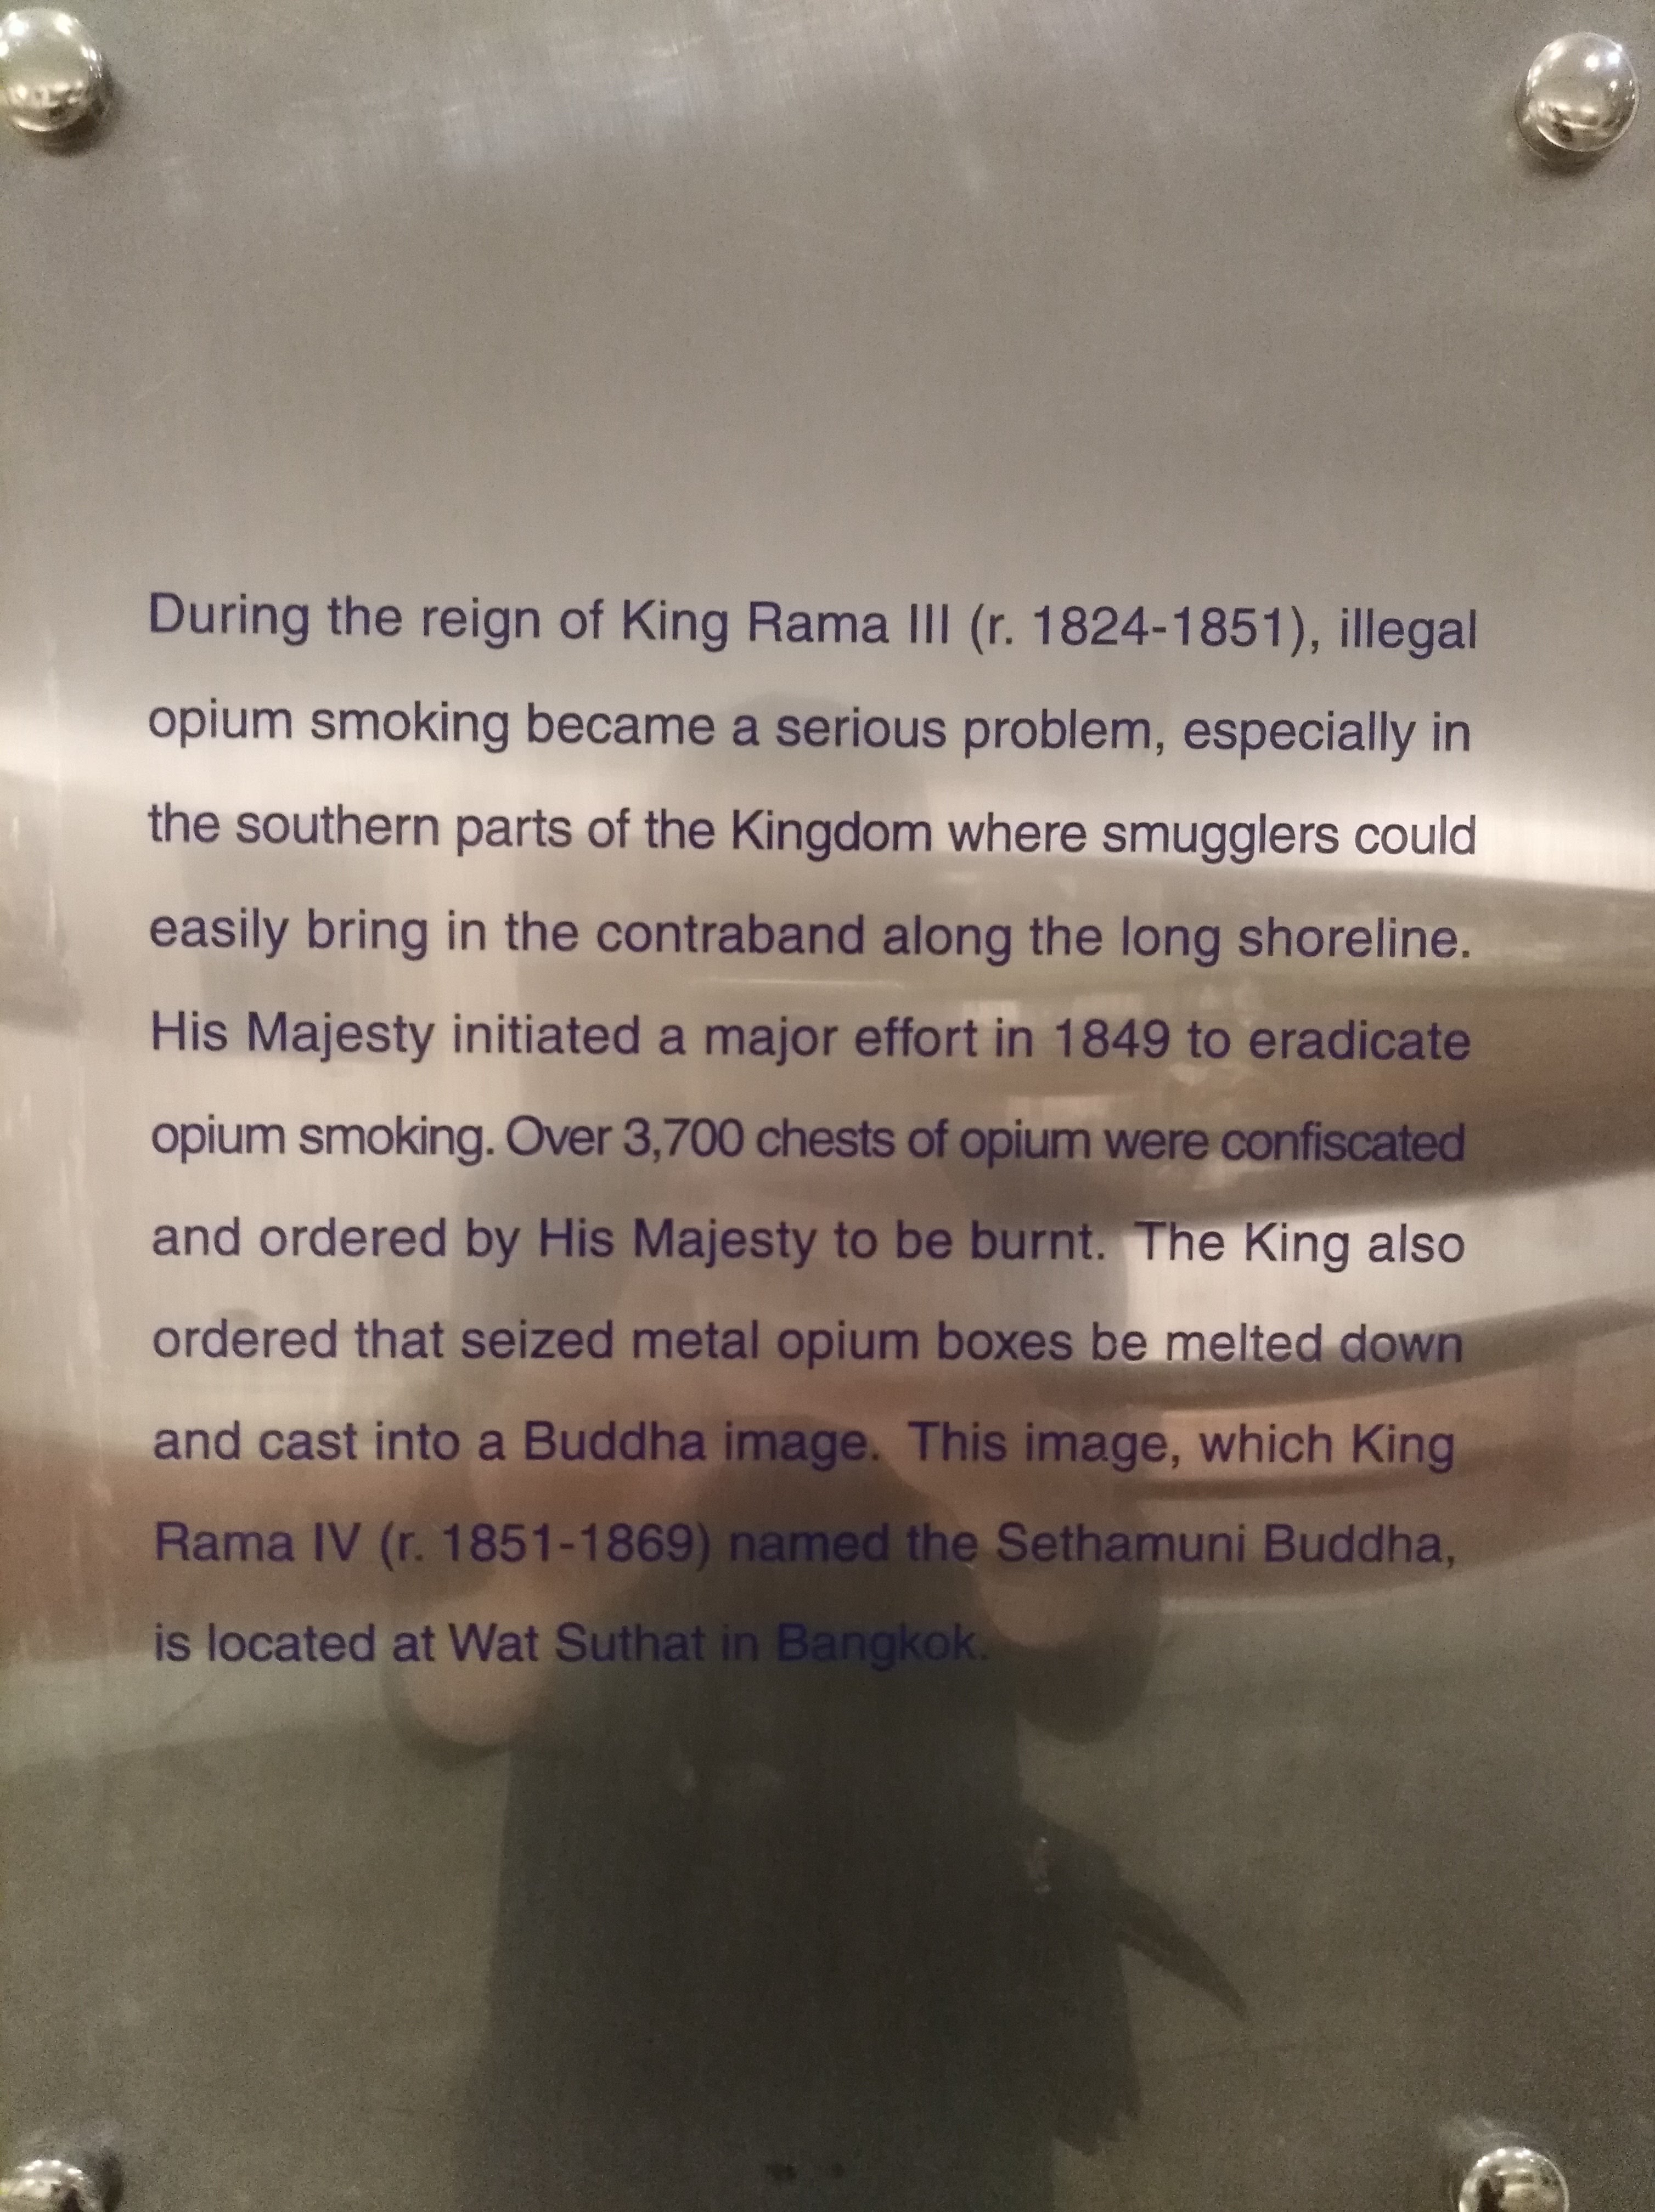 During the reign of King Rama III (r. 1824-1851), illegal
opium smoking became a serious problem, especially in
the southern parts of the Kingdom where smugglers could
easily bring in the contraband along the long shoreline.
His Majesty initiated a major effort in 1849 to eradicate
opium smoking. Over 3,700 chests of opium were confiscated
and ordered by His Majesty to be burnt. The King also
ordered that seized metal opium boxes be melted down
and cast into a Buddha image. This image, which King
Rama IV (r. 1851-1869) named the Sethamuni Buddha,
is located at Wat Suthat in Bangkok.